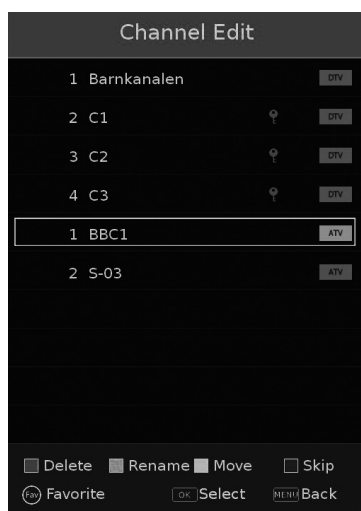 Channel Edit
1 Barnkanalen DTV
2 C1 DTV
3 C2 DTV
4 C3 DTV
1 BBC1 ATV
2 S-03 ATV
Delete Rename Move Skip
Fav Favorite OK Select MENU Back